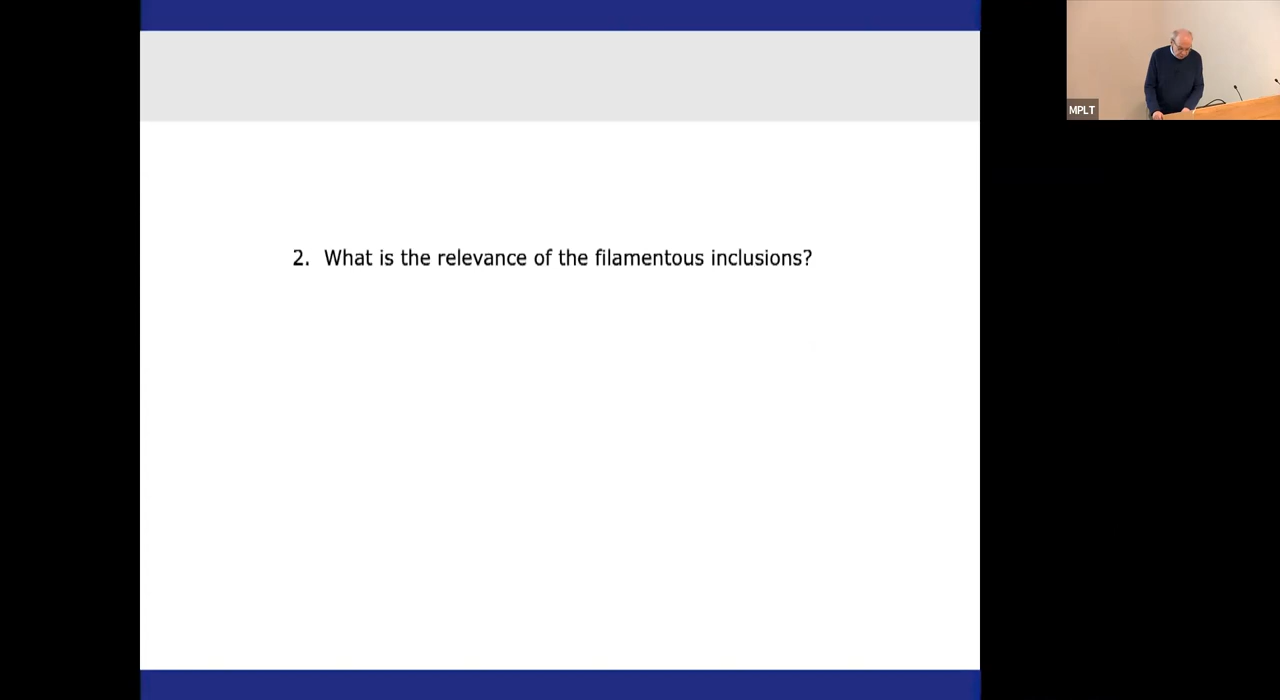 MPLT
2. What is the relevance of the filamentous inclusions?